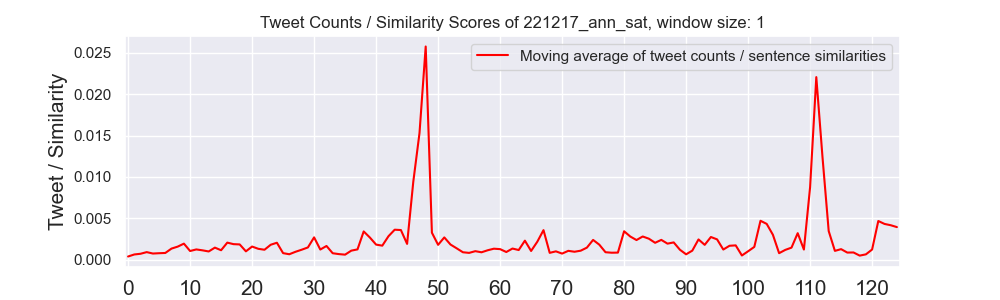 Tweet Counts / Similarity Scores of 221217_ann_sat, window size: 1
Moving average of tweet counts / sentence similarities
Tweet / Similarity
0.025
0.020
0.015
0.010
0.005
0.000
0 10 20 30 40 50 60 70 80 90 100 110 120